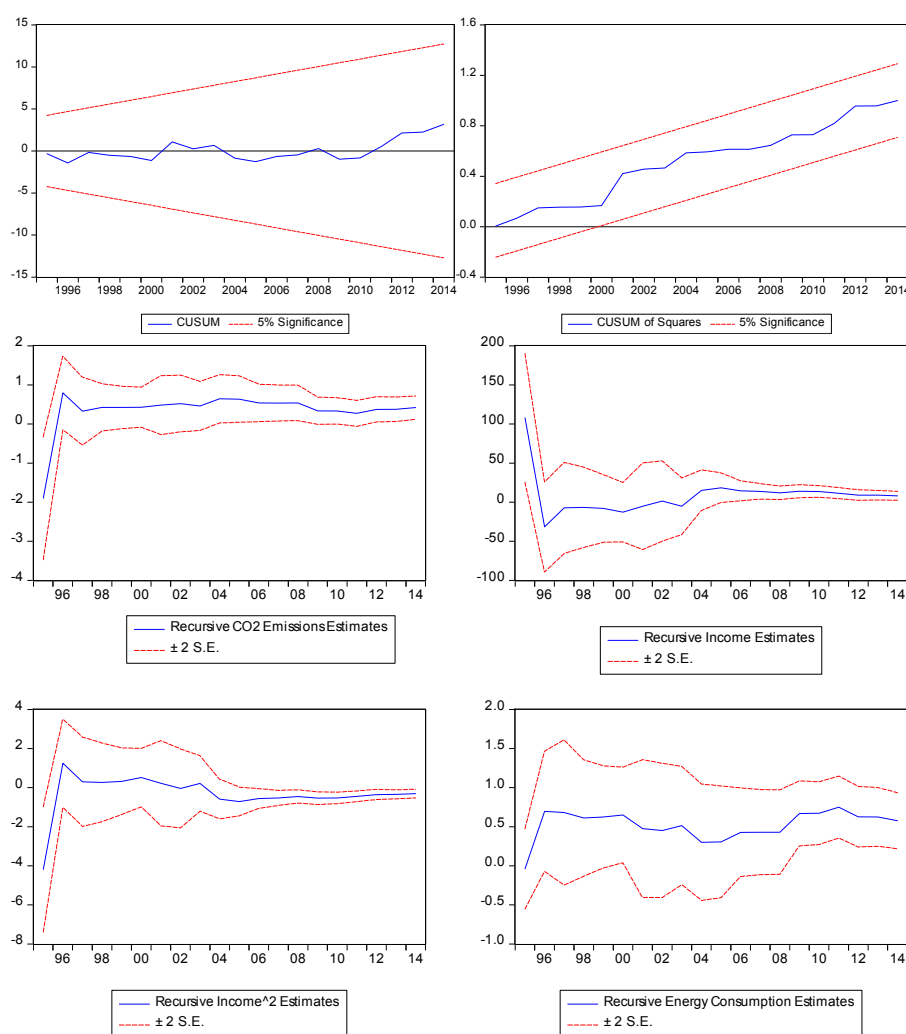 15
10
5
0
-5
-10
-15
1996 1998 2000 2002 2004 2006 2008 2010 2012 2014
CUSUM 5% Significance
1.6
1.2
0.8
0.4
0.0
-0.4
1996 1998 2000 2002 2004 2006 2008 2010 2012 2014
CUSUM of Squares 5% Significance
2
1
0
-1
-2
-3
-4
96 98 00 02 04 06 08 10 12 14
Recursive CO2 Emissions Estimates
± 2 S.E.
200
150
100
50
0
-50
-100
96 98 00 02 04 06 08 10 12 14
Recursive Income Estimates
± 2 S.E.
4
2
0
-2
-4
-6
-8
96 98 00 02 04 06 08 10 12 14
Recursive Income^2 Estimates
± 2 S.E.
2.0
1.5
1.0
0.5
0.0
-0.5
-1.0
96 98 00 02 04 06 08 10 12 14
Recursive Energy Consumption Estimates
± 2 S.E.